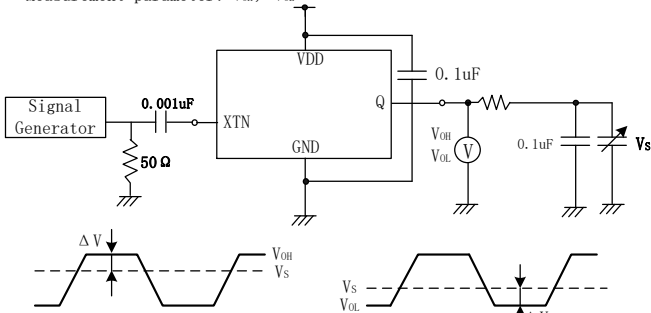 VDD
0.1uF
Signal
Generator
0.001uF
XTN
Q
50Ω
GND
VOH
VOL
V
0.1uF
Vs
ΔV
VOH
VS
VS
VOL